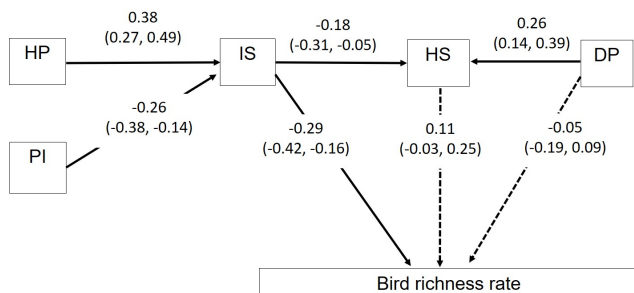 0.38
(0.27, 0.49)
-0.18
(-0.31, -0.05)
0.26
(0.14, 0.39)
HP
IS
HS
DP
-0.26
(-0.38, -0.14)
-0.29
(-0.42, -0.16)
0.11
(-0.03, 0.25)
-0.05
(-0.19, 0.09)
PI
Bird richness rate